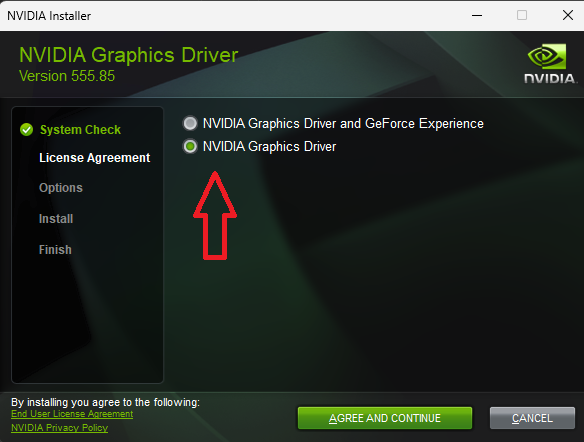 NVIDIA Installer
NVIDIA Graphics Driver
Version 555.85
NVIDIA.
System Check
License Agreement
Options
Install
Finish
NVIDIA Graphics Driver and GeForce Experience
NVIDIA Graphics Driver
By installing you agree to the following:
End User License Agreement
NVIDIA Privacy Policy
AGREE AND CONTINUE
CANCEL